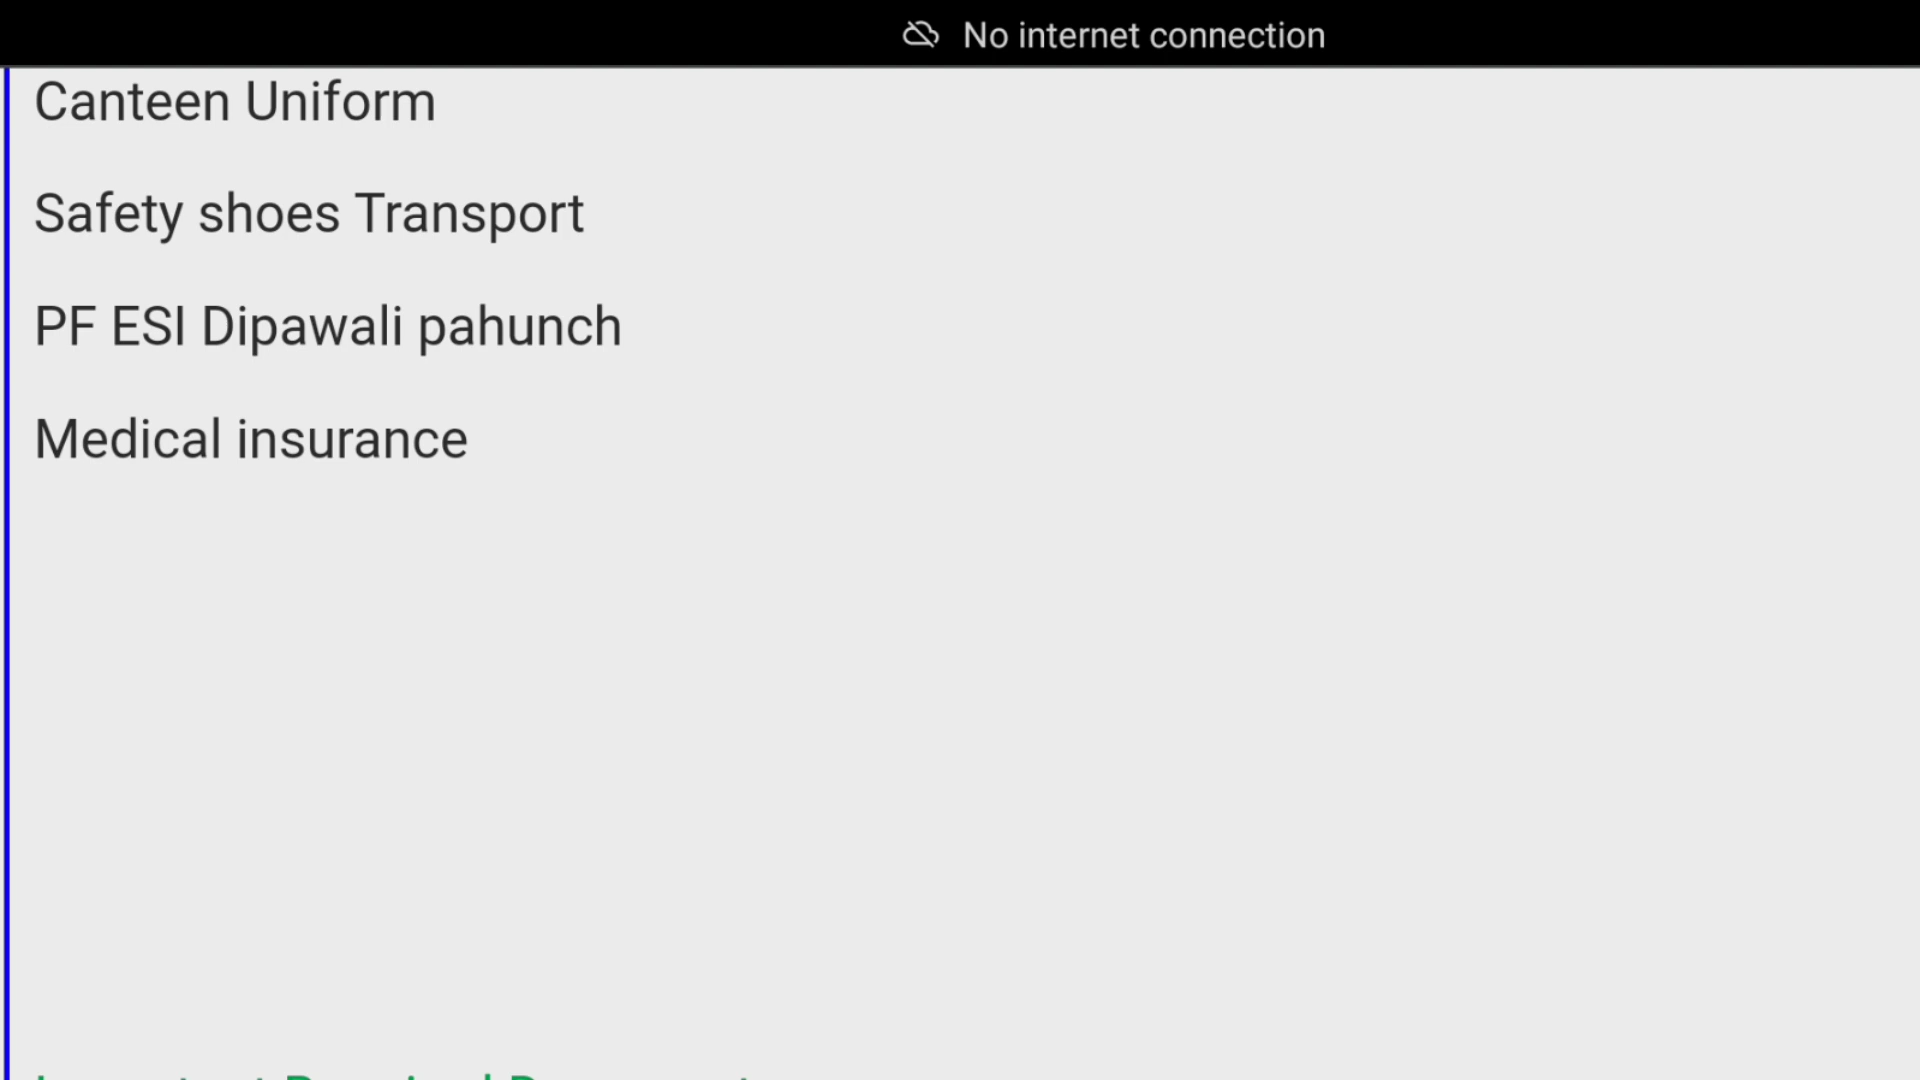 No internet connection
Canteen Uniform
Safety shoes Transport
PF ESI Dipawali pahunch
Medical insurance